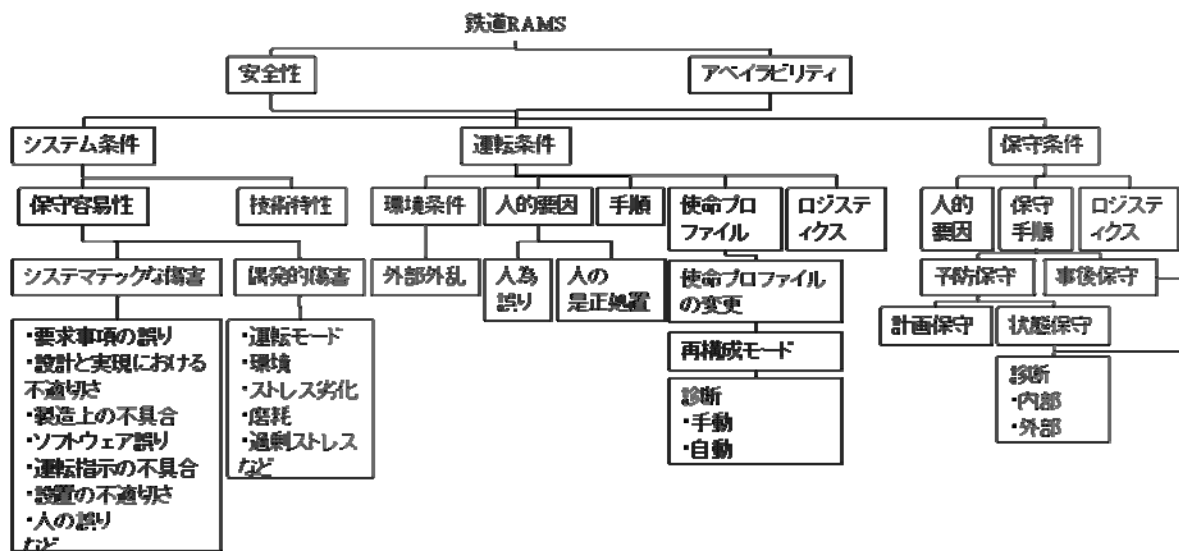 鉄道RAMS
安全性
アベイラビリティ
システム条件
運転条件
保守条件
保守容易性
技術特性
環境条件
人的要因
手順
使命プロ
ファイル
ロジステ
ィクス
人的
要因
保守
手順
ロジステ
ィクス
システマテックな傷害
偶発的傷害
外部外乱
人為
誤り
人の
是正処置
使命プロファイル
の変更
予防保守
事後保守
計画保守
状態保守
・要求事項の誤り
・設計と実現における
不適切さ
・製造上の不具合
・ソフトウェア誤り
・運転指示の不具合
・設置の不適切さ
・人の誤り
など
・運転モード
・環境
・ストレス劣化
・磨耗
・過剰ストレス
など
再構成モード
診断
・手動
・自動
診断
・内部
・外部